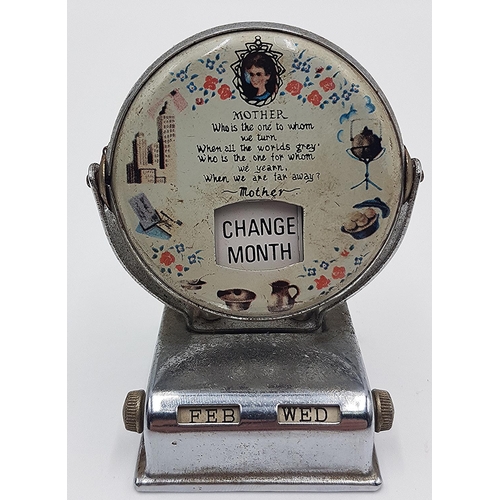 MOTHER
Who is the one to whom
we turn
When all the worlds grey.
Who is the one for whom
we yearn,
When we are far away?
Mother
CHANGE
MONTH
FEB WED